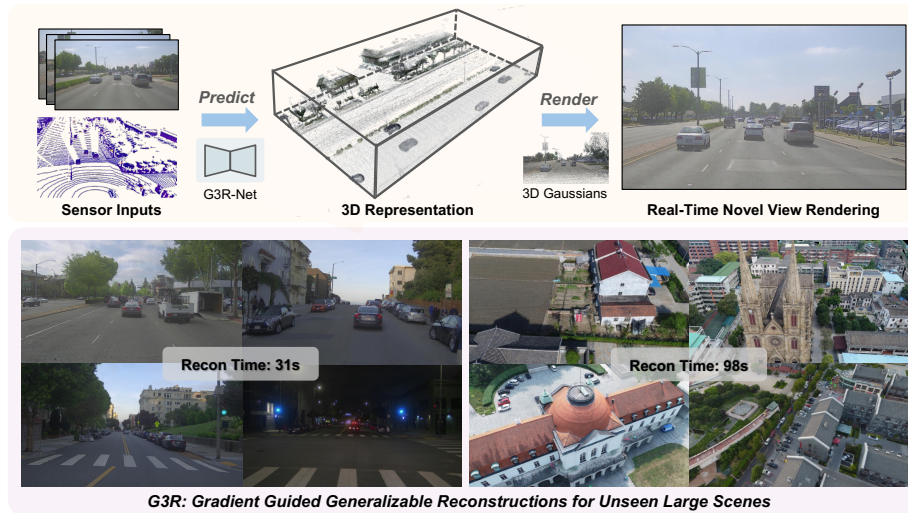 Predict
Render
G3R-Net
3D Gaussians
Sensor Inputs
3D Representation
Real-Time Novel View Rendering
Recon Time: 31s
Recon Time: 98s
G3R: Gradient Guided Generalizable Reconstructions for Unseen Large Scenes